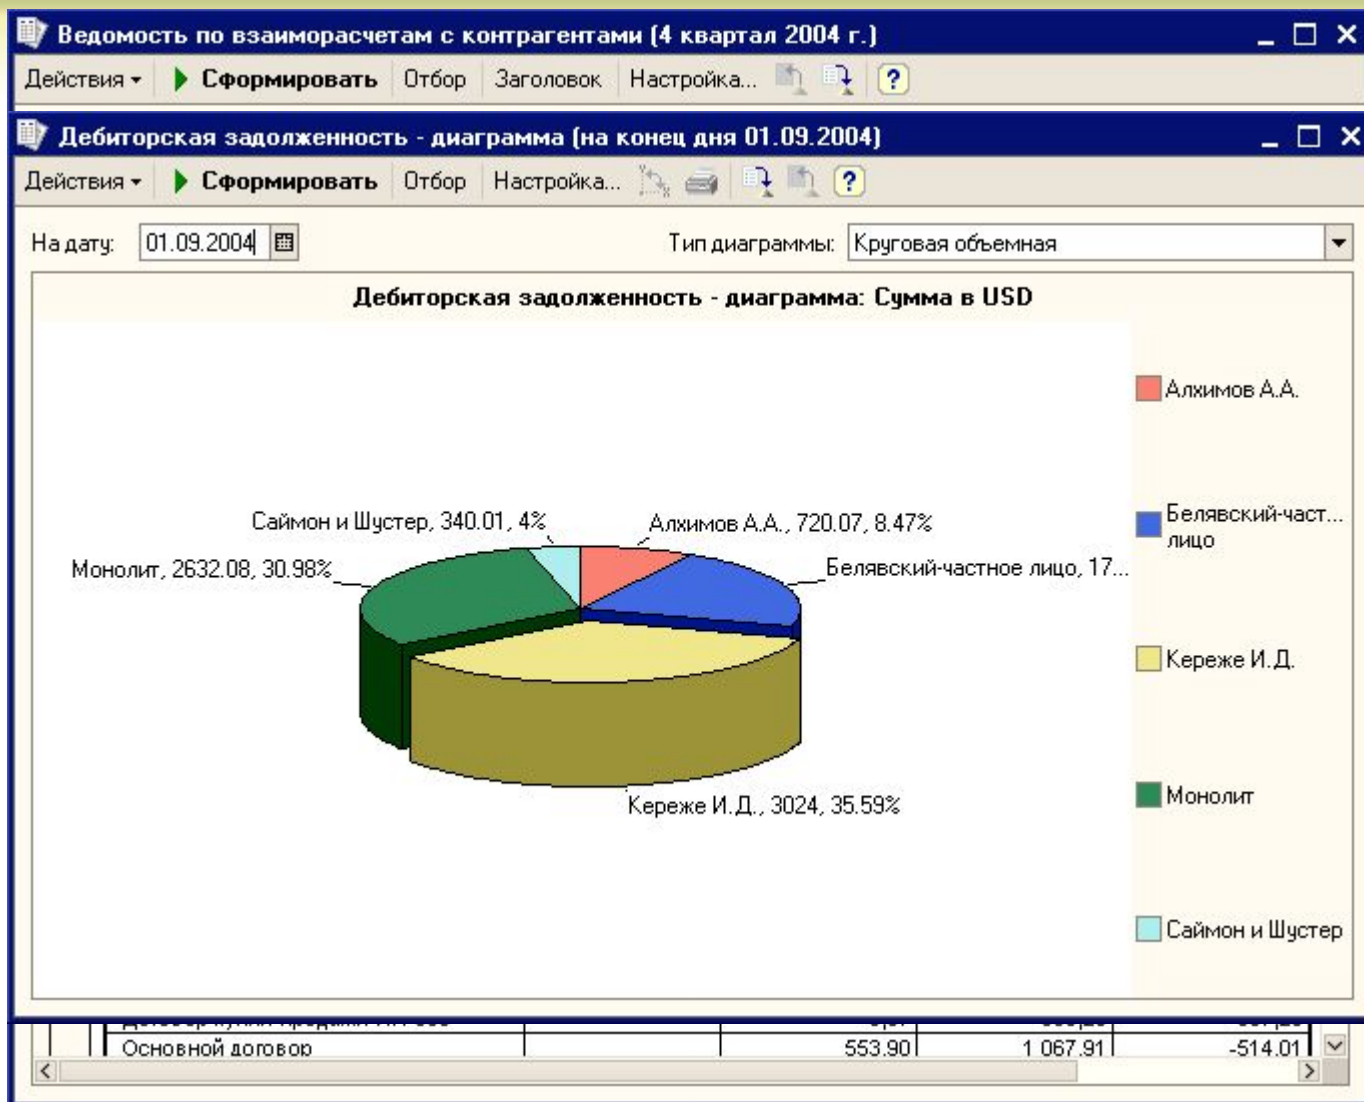 Ведомость по взаиморасчетам с контрагентами (4 квартал 2004 г.)
Действия Сформировать Отбор Заголовок Настройка... ?
Дебиторская задолженность - диаграмма (на конец дня 01.09.2004)
Действия Сформировать Отбор Настройка... ?
На дату: 01.09.2004 Тип диаграммы: Круговая объемная
Дебиторская задолженность - диаграмма: Сумма в USD
Алхимов А.А.
Саймон и Шустер, 340.01, 4% Алхимов А.А., 720.07, 8.47%
Белявский-част...
лицо
Монолит, 2632.08, 30.98% Белявский-частное лицо, 17...
Кереже И.Д.
Кереже И.Д., 3024, 35.59%
Монолит
Саймон и Шустер
Основной договор 553.90 1 067.91 -514.01